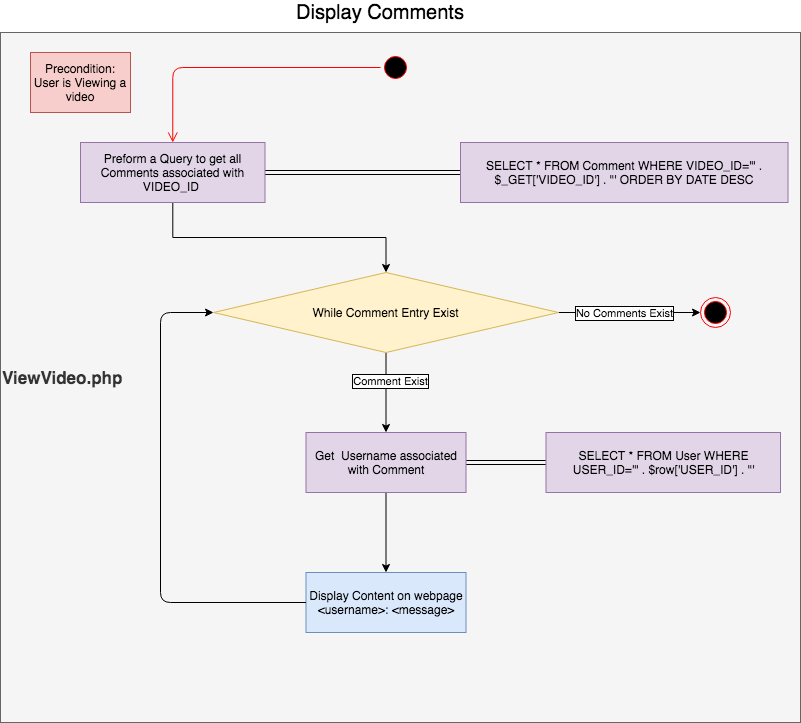 Display Comments
Precondition:
User is Viewing a
video
Preform a Query to get all
Comments associated with
VIDEO_ID
SELECT * FROM Comment WHERE VIDEO_ID='" .
$_GET['VIDEO_ID'] . "' ORDER BY DATE DESC
While Comment Entry Exist
No Comments Exist
ViewVideo.php
Comment Exist
Get  Username associated
with Comment
SELECT * FROM User WHERE
USER_ID='" . $row['USER_ID'] . "'
Display Content on webpage
<username>: <message>